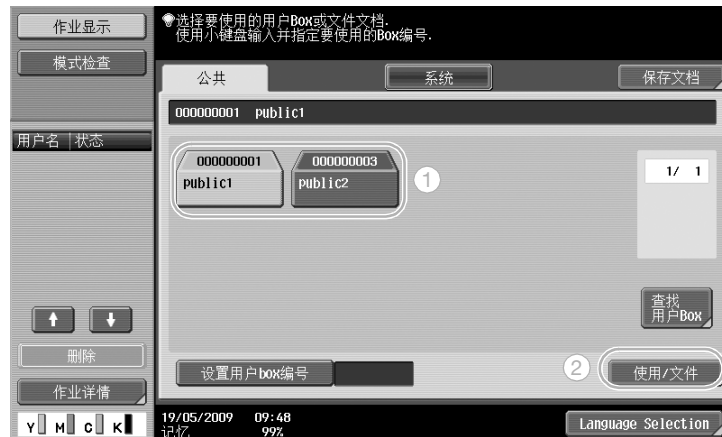 作业显示
模式检查
用户名 状态
删除
作业详情
Y M C K
选择要使用的用户Box或文件文档.
使用小键盘输入并指定要使用的Box编号.
公共
系统
保存文档
000000001 public1
000000001
public1
000000003
public2
1
1/ 1
查找
用户Box
设置用户box编号
2
使用/文件
19/05/2009 09:48
记忆 99%
Language Selection